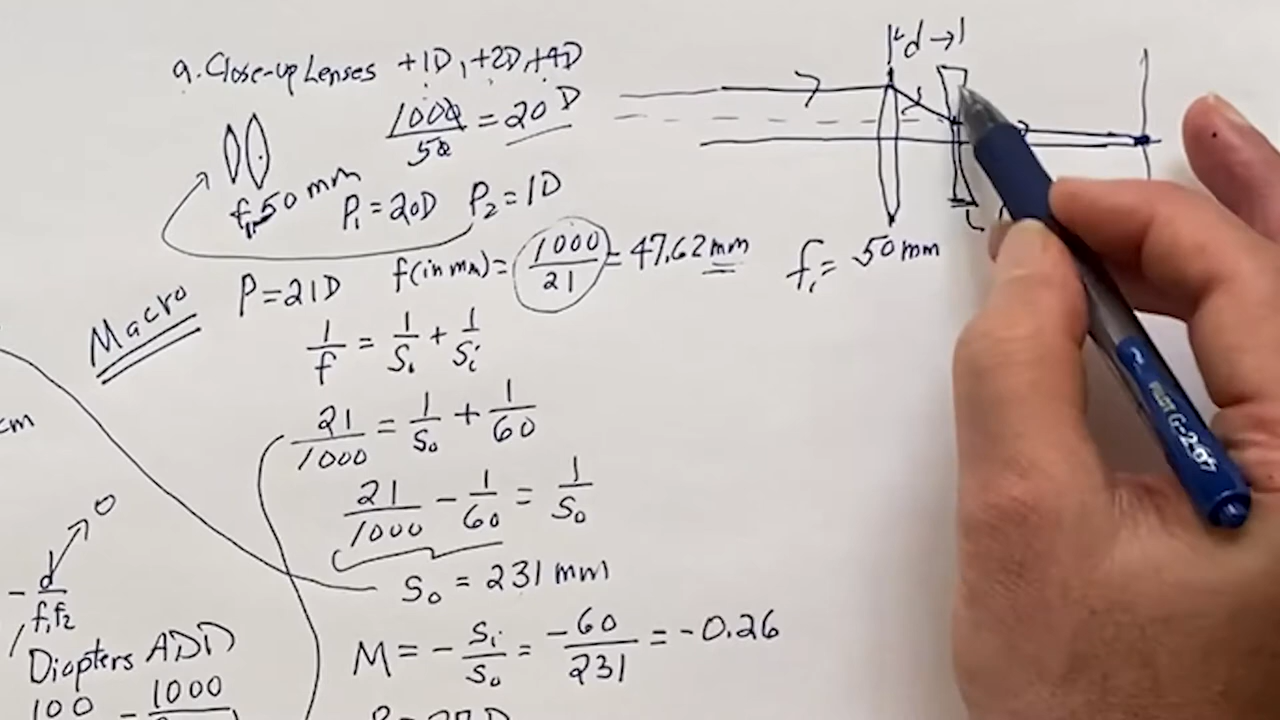 a. Close-up Lenses +1D, +2D, +4D
1000/50 = 20D
f₁ 50 mm P₁ = 20D P₂ = 1D
P = 21D f(in mm) = 1000/21 = 47.62 mm
Macro
1/f = 1/Sₒ + 1/Sᵢ
21/1000 = 1/Sₒ + 1/60
21/1000 - 1/60 = 1/Sₒ
Sₒ = 231 mm
M = - Sᵢ/Sₒ = -60/231 = -0.26
d
f₁ = 50 mm
cm
0
- d/f₁f₂
Diopters ADD
100 1000
PILOT G-2 07